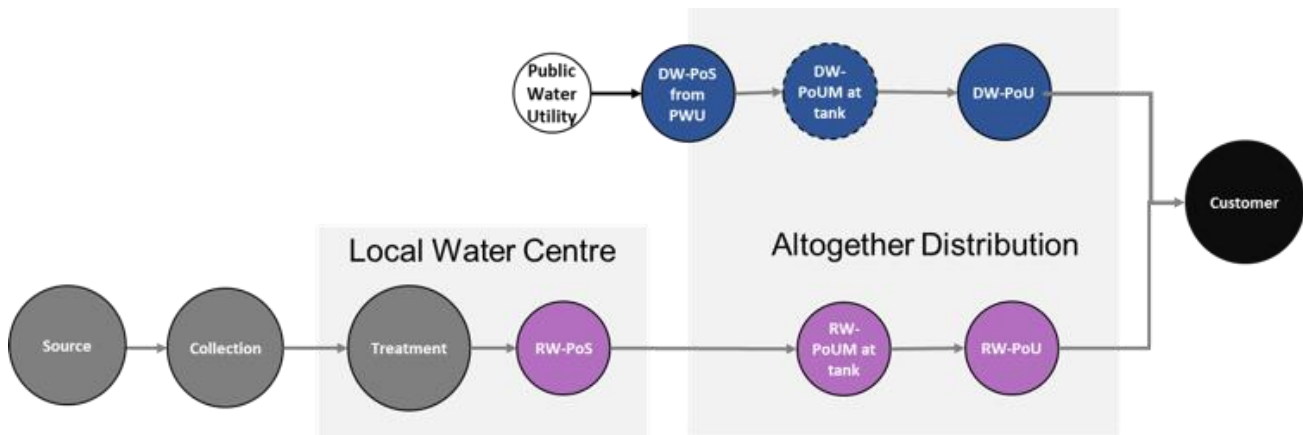 Public
Water
Utility
DW-PoS
from
PWU
DW-
PoUM at
tank
DW-PoU
Customer
Local Water Centre
Altogether Distribution
Source
Collection
Treatment
RW-PoS
RW-
PoUM at
tank
RW-PoU